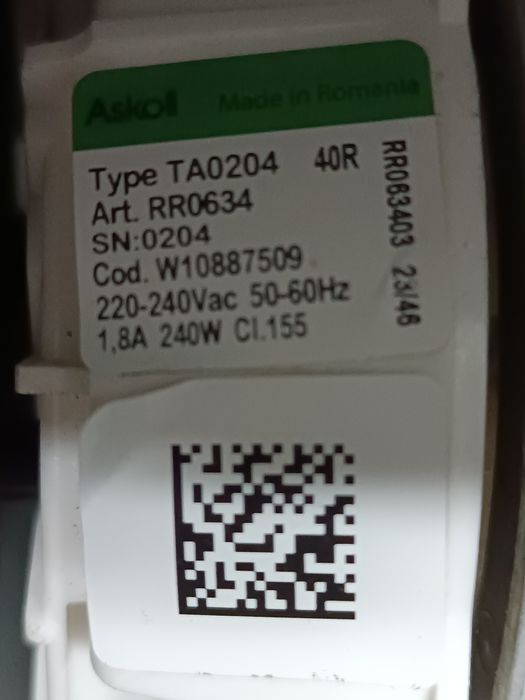 Askoll Made in Romania
Type TA0204 40R
Art. RR0634
SN:0204
Cod. W10887509
220-240Vac 50-60Hz
1,8A 240W Cl.155
RR063403 23/46